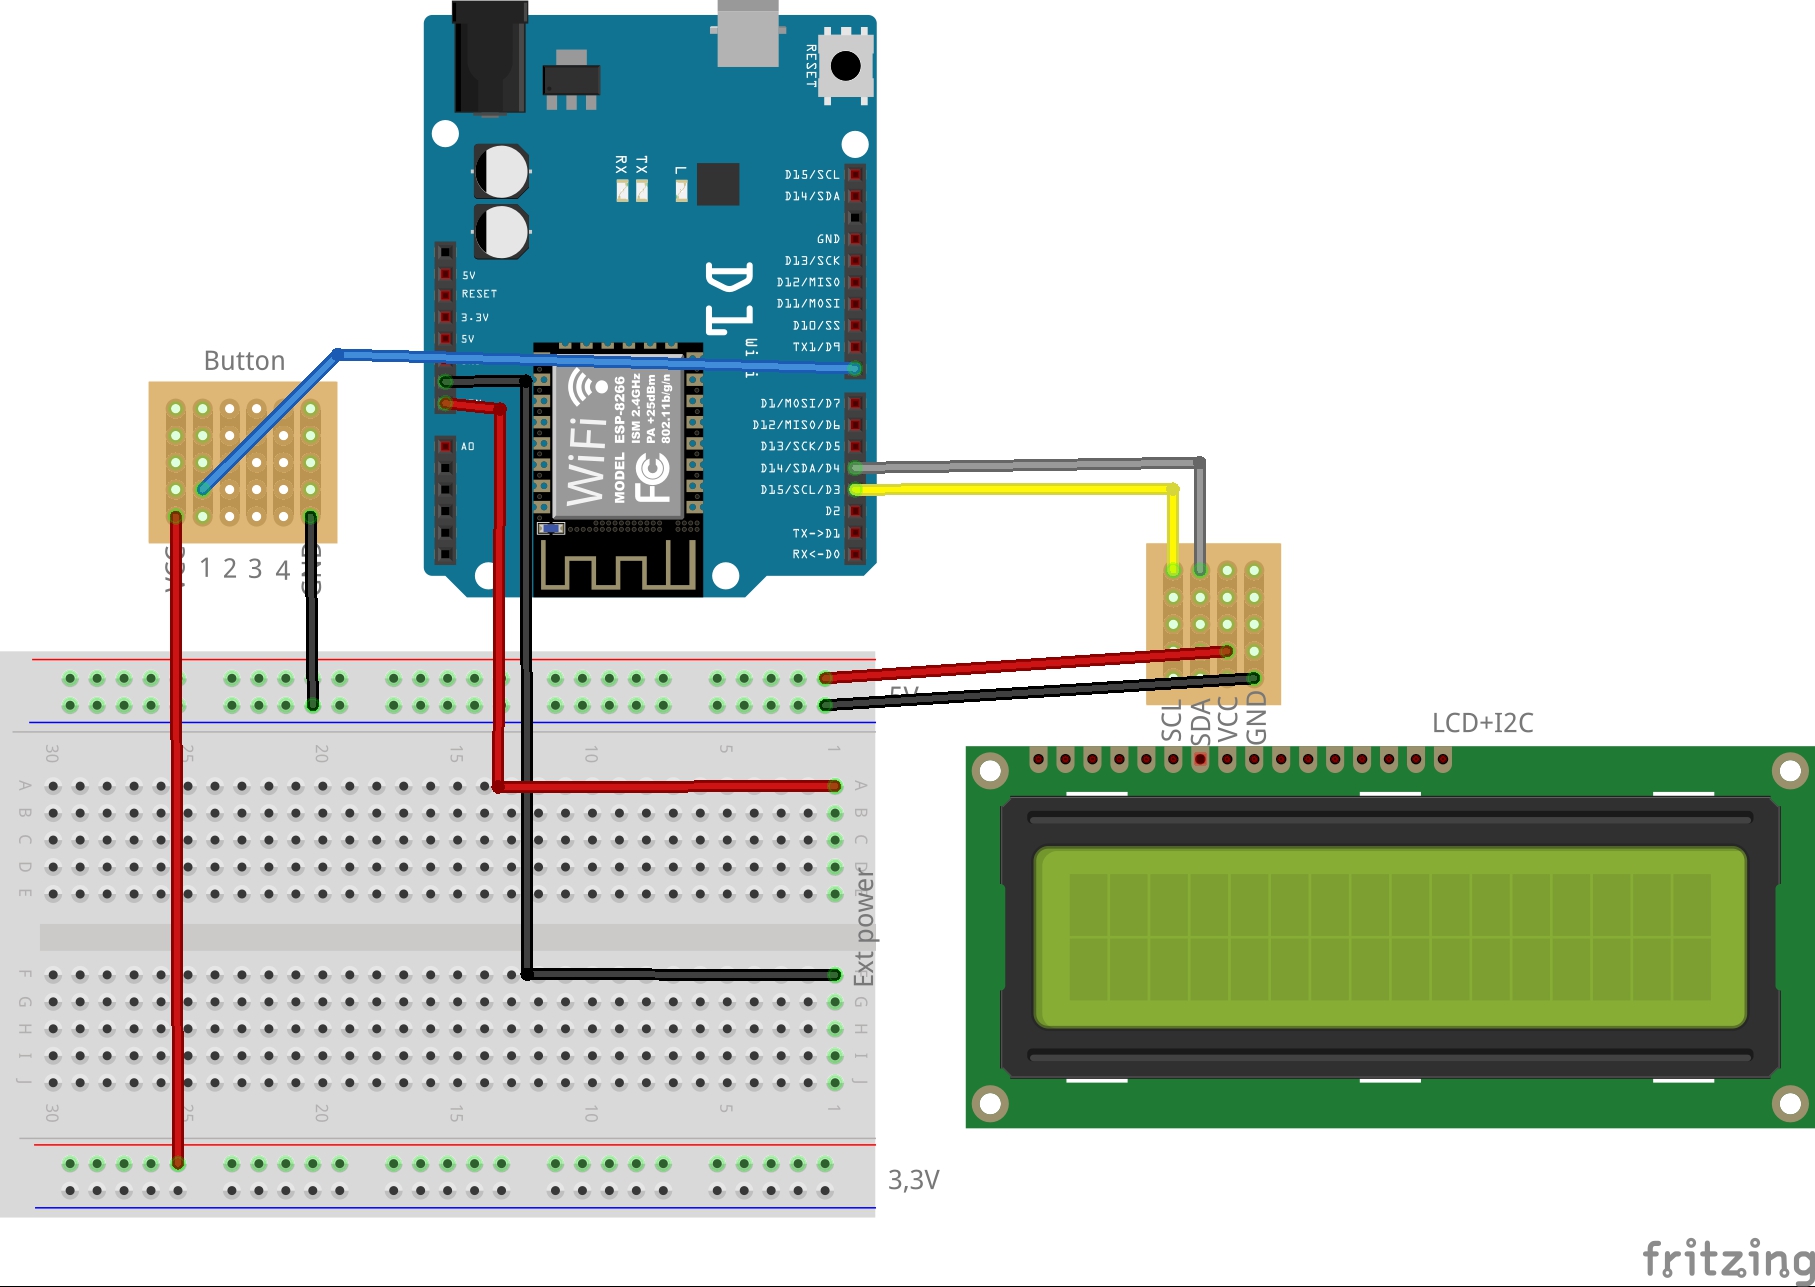 RESET
RX
TX
L
D15/SCL
D14/SDA
GND
D13/SCK
D12/MISO
D11/MOSI
D10/SS
TX1/D9
5V
RESET
3.3V
5V
D1
WiFi
Button
A0
D1/MOSI/D7
D12/MISO/D6
D13/SCK/D5
D14/SDA/D4
D15/SCL/D3
D2
TX->D1
RX<-D0
WiFi
MODEL ESP-8266
ISM 2.4GHz
PA +25dBm
802.11b/g/n
FC
1 2 3 4
GND
5V
SCL
SDA
VCC
GND
LCD+I2C
30 25 20 15 10 5 1
A A
B B
C C
D D
E
Ext power
F
G G
H H
I I
J J
30 25 20 15 10 5 1
3,3V
fritzing